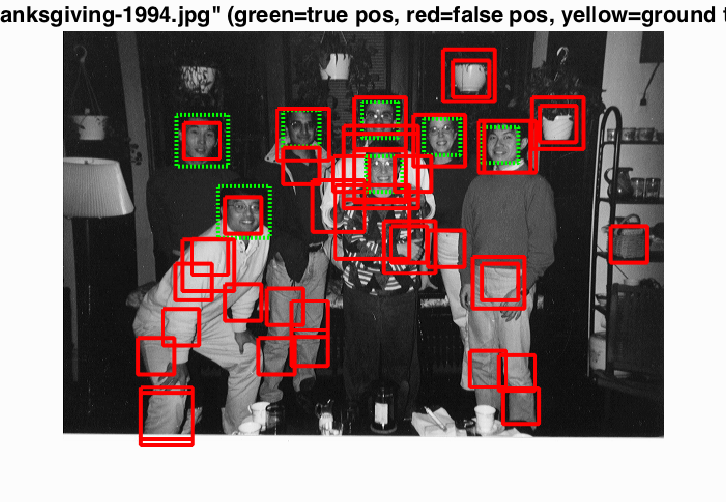 anksgiving-1994.jpg" (green=true pos, red=false pos, yellow=ground t